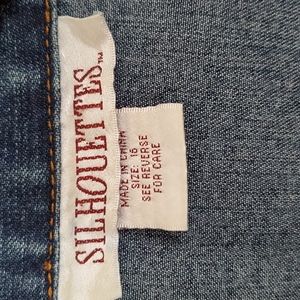 SILHOUETTES™
MADE IN CHINA
SIZE: 16
SEE REVERSE
FOR CARE